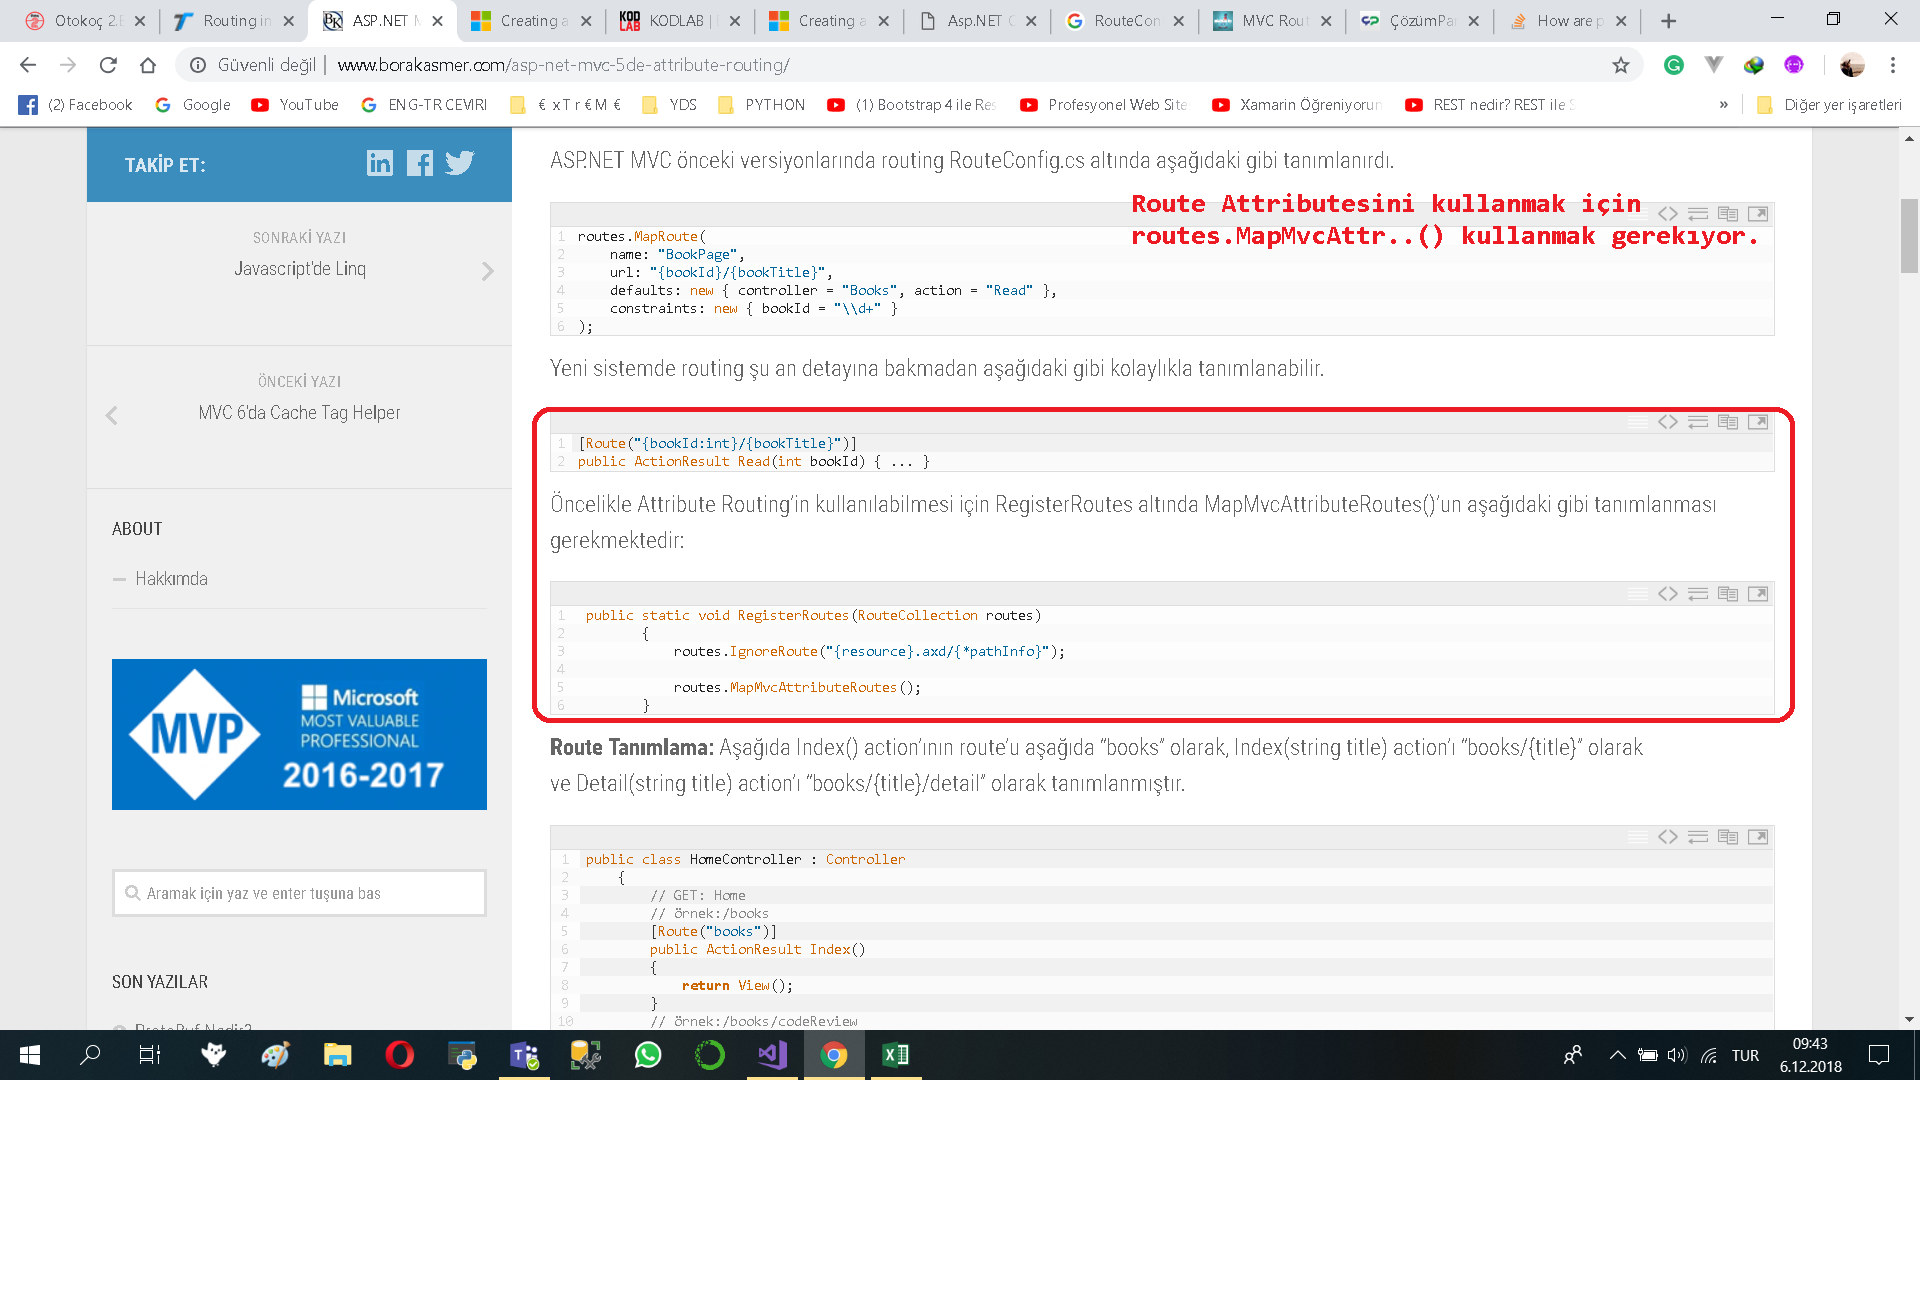 Otokoç 2.E
Routing in
ASP.NET M
Creating a
KODLAB |
Creating a
Asp.NET C
RouteCon
MVC Rout
ÇözümPar
How are p
Güvenli değil | www.borakasmer.com/asp-net-mvc-5de-attribute-routing/
(2) Facebook
Google
YouTube
ENG-TR ÇEVİRİ
€ x T r € M €
YDS
PYTHON
(1) Bootstrap 4 ile Res
Profesyonel Web Site
Xamarin Öğreniyorum
REST nedir? REST ile S
»
Diğer yer işaretleri
TAKİP ET:
SONRAKİ YAZI
Javascript'de Linq
ÖNCEKİ YAZI
MVC 6'da Cache Tag Helper
ABOUT
Hakkımda
MVP
Microsoft
MOST VALUABLE
PROFESSIONAL
2016-2017
Aramak için yaz ve enter tuşuna bas
SON YAZILAR
ProtoBuf Nedir?
ASP.NET MVC önceki versiyonlarında routing RouteConfig.cs altında aşağıdaki gibi tanımlanırdı.
Route Attributesini kullanmak için
routes.MapMvcAttr..() kullanmak gerekiyor.
1 routes.MapRoute(
2 name: "BookPage",
3 url: "{bookId}/{bookTitle}",
4 defaults: new { controller = "Books", action = "Read" },
5 constraints: new { bookId = "\\d+" }
6 );
Yeni sistemde routing şu an detayına bakmadan aşağıdaki gibi kolaylıkla tanımlanabilir.
1 [Route("{bookId:int}/{bookTitle}")]
2 public ActionResult Read(int bookId) { ... }
Öncelikle Attribute Routing’in kullanılabilmesi için RegisterRoutes altında MapMvcAttributeRoutes()’un aşağıdaki gibi tanımlanması
gerekmektedir:
1 public static void RegisterRoutes(RouteCollection routes)
2 {
3 routes.IgnoreRoute("{resource}.axd/{*pathInfo}");
4
5 routes.MapMvcAttributeRoutes();
6 }
Route Tanımlama: Aşağıda Index() action’ının route’u aşağıda “books” olarak, Index(string title) action’ı “books/{title}” olarak
ve Detail(string title) action’ı “books/{title}/detail” olarak tanımlanmıştır.
1 public class HomeController : Controller
2 {
3 // GET: Home
4 // örnek:/books
5 [Route("books")]
6 public ActionResult Index()
7 {
8 return View();
9 }
10 // örnek:/books/codeReview
TUR
09:43
6.12.2018